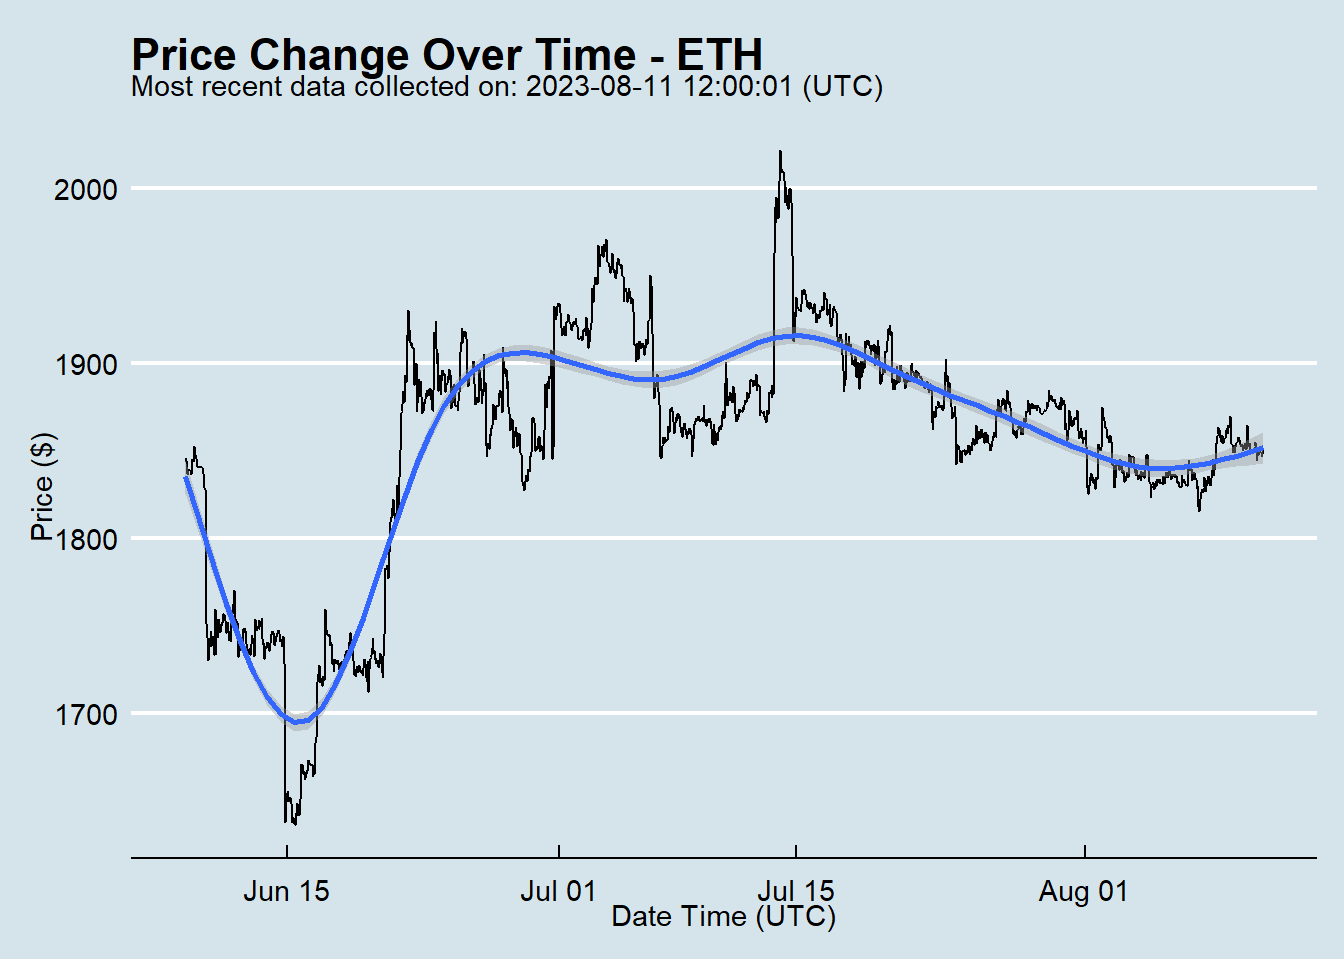 Price Change Over Time - ETH
Most recent data collected on: 2023-08-11 12:00:01 (UTC)
Price ($)
2000
1900
1800
1700
Jun 15
Jul 01
Jul 15
Aug 01
Date Time (UTC)